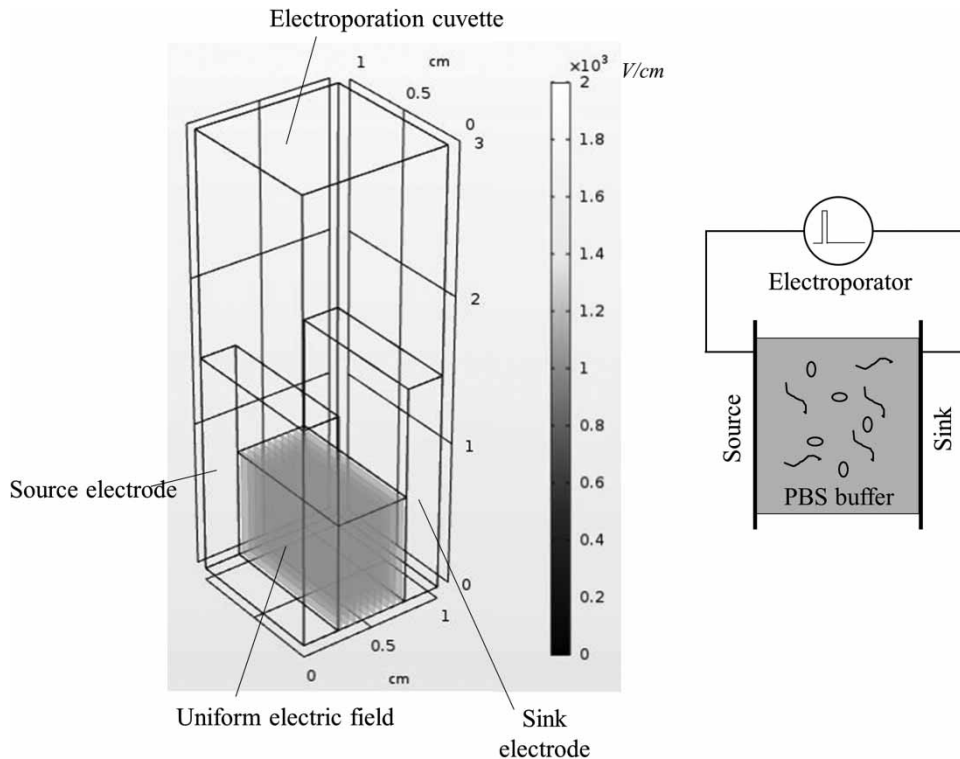 Electroporation cuvette
1
cm
0.5
0
3
2
1
0
×10³
V/cm
2
1.8
1.6
1.4
1.2
1
0.8
0.6
0.4
0.2
0
Source electrode
1
0.5
0
cm
Uniform electric field
Sink
electrode
Electroporator
Source
Sink
PBS buffer